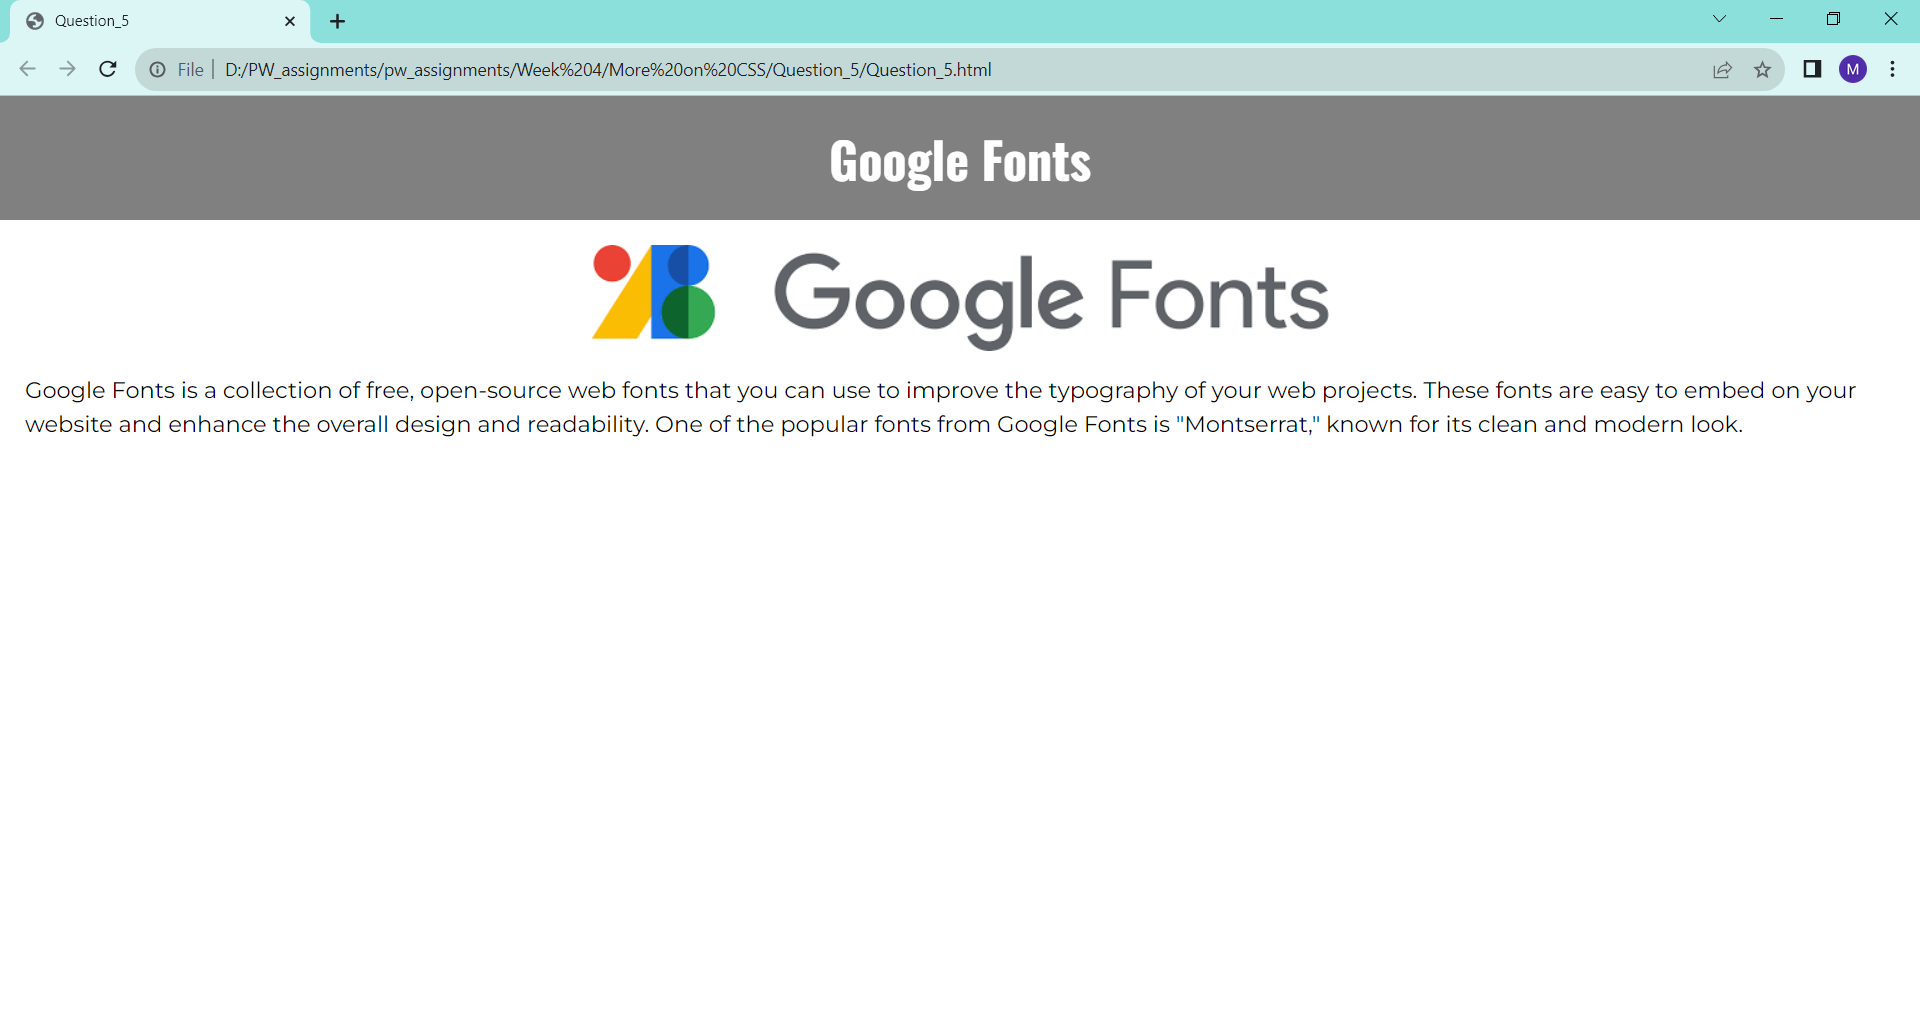 Question_5
File
D:/PW_assignments/pw_assignments/Week%204/More%20on%20CSS/Question_5/Question_5.html
M
Google Fonts
Google Fonts
Google Fonts is a collection of free, open-source web fonts that you can use to improve the typography of your web projects. These fonts are easy to embed on your
website and enhance the overall design and readability. One of the popular fonts from Google Fonts is "Montserrat," known for its clean and modern look.